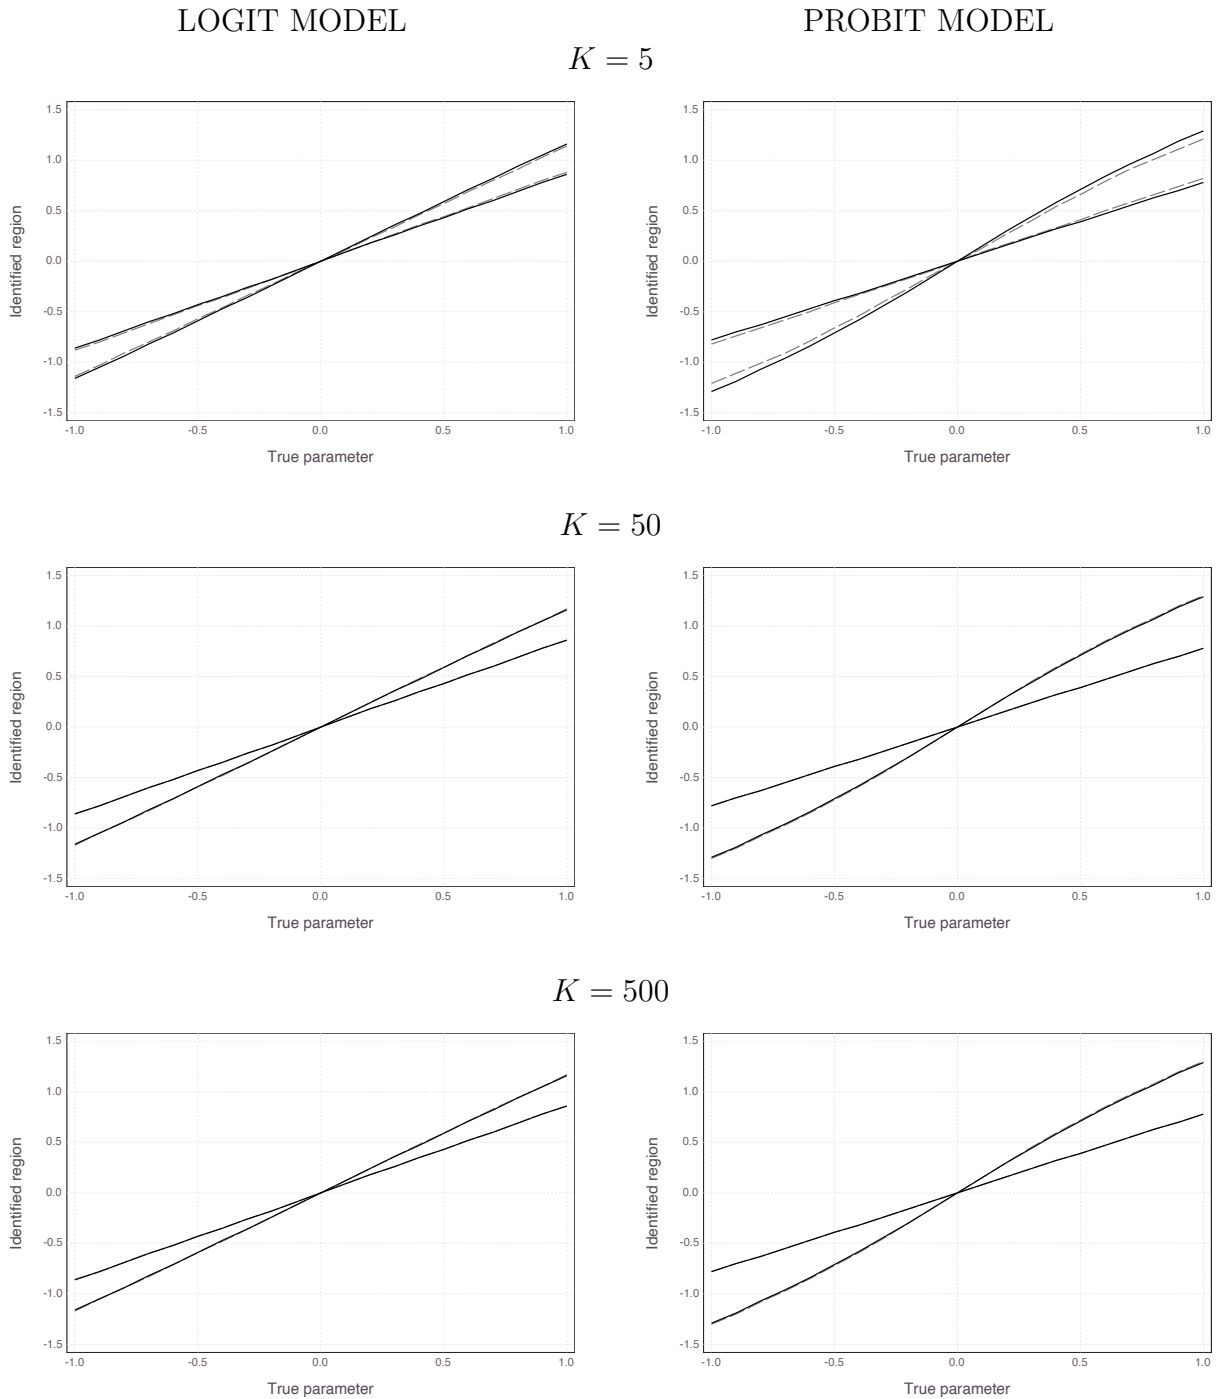 LOGIT MODEL PROBIT MODEL
K = 5
1.5 1.5
1.0 1.0
0.5 0.5
0.0 0.0
-0.5 -0.5
-1.0 -1.0
-1.5 -1.5
Identified region Identified region
-1.0 -0.5 0.0 0.5 1.0 -1.0 -0.5 0.0 0.5 1.0
True parameter True parameter
K = 50
1.5 1.5
1.0 1.0
0.5 0.5
0.0 0.0
-0.5 -0.5
-1.0 -1.0
-1.5 -1.5
Identified region Identified region
-1.0 -0.5 0.0 0.5 1.0 -1.0 -0.5 0.0 0.5 1.0
True parameter True parameter
K = 500
1.5 1.5
1.0 1.0
0.5 0.5
0.0 0.0
-0.5 -0.5
-1.0 -1.0
-1.5 -1.5
Identified region Identified region
-1.0 -0.5 0.0 0.5 1.0 -1.0 -0.5 0.0 0.5 1.0
True parameter True parameter